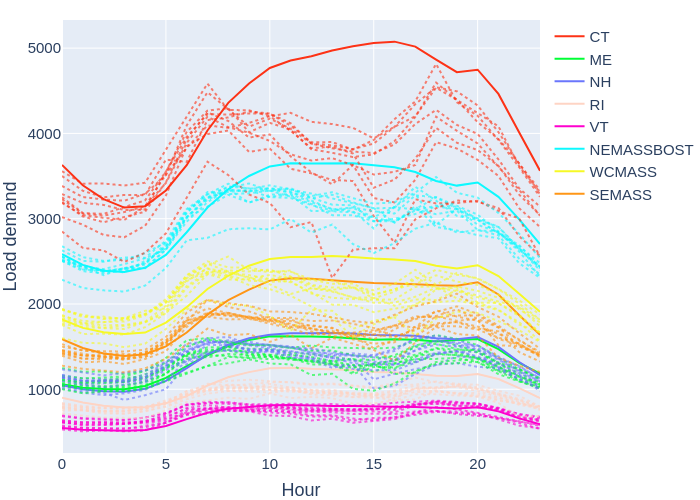 5000
4000
3000
2000
1000
0
5
10
15
20
Hour
Load demand
CT
ME
NH
RI
VT
NEMASSBOST
WCMASS
SEMASS